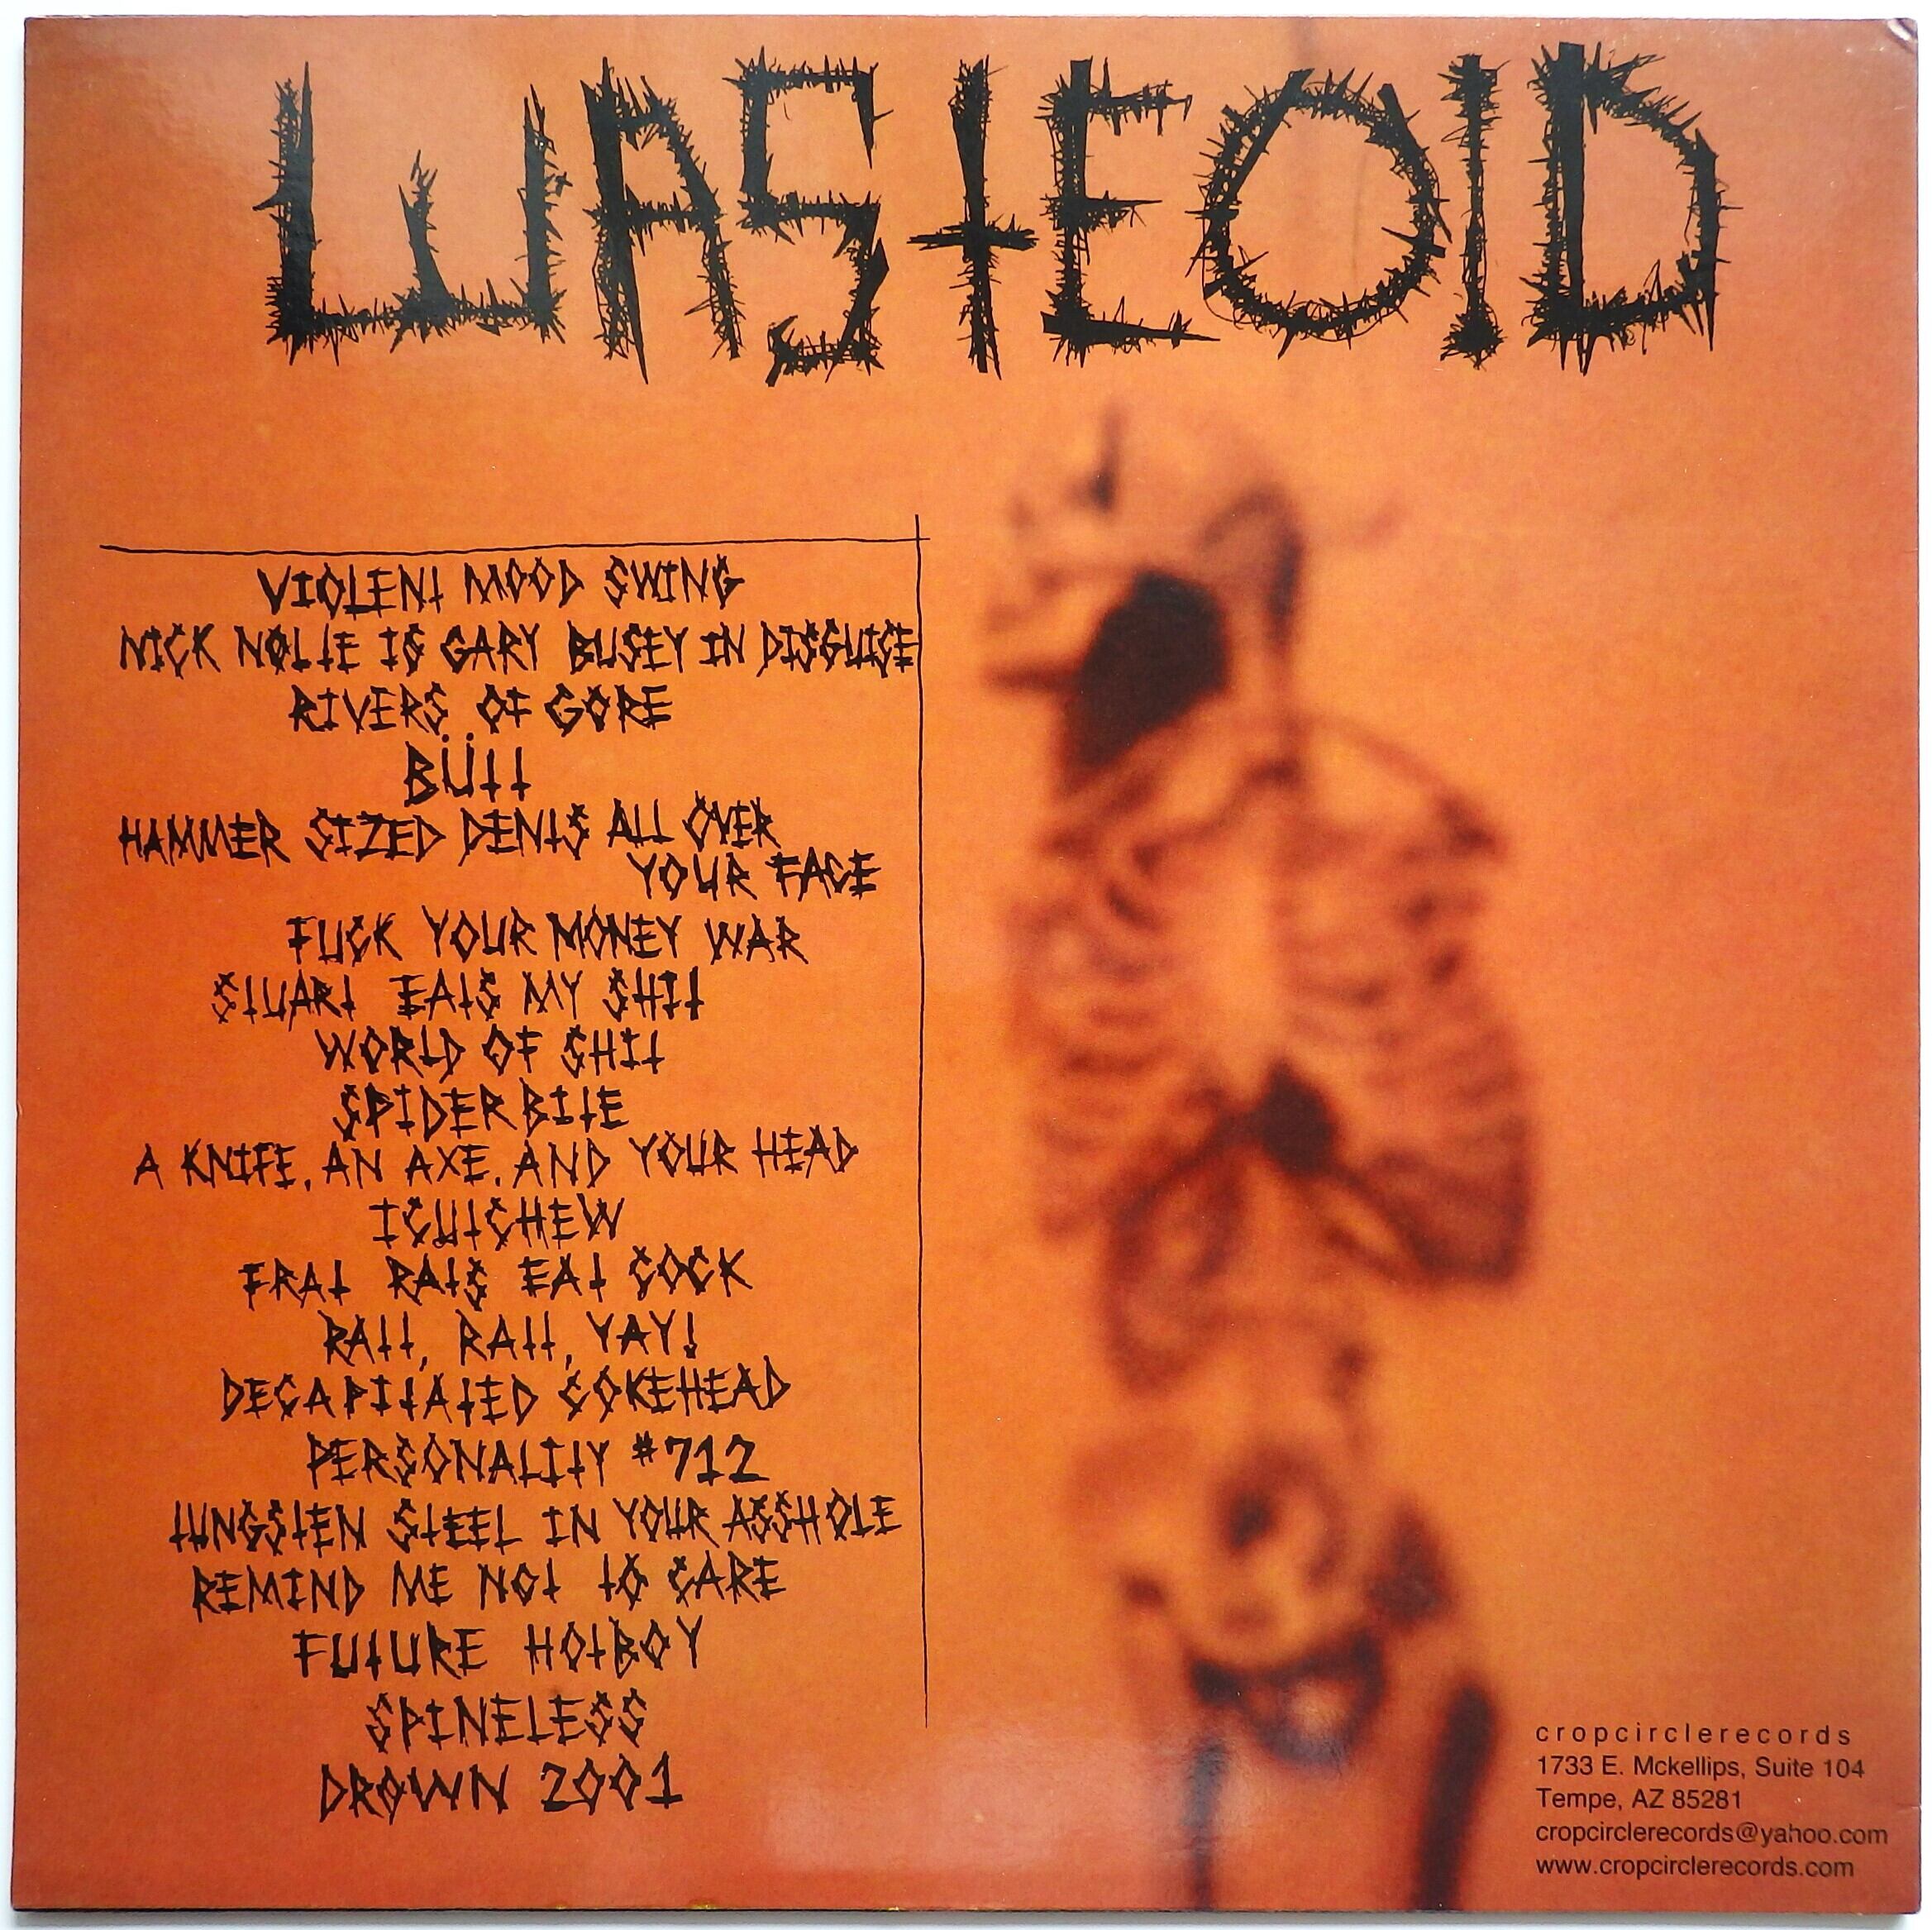 WASTEOID
VIOLENT MOOD SWING
NICK NOLTE IS GARY BUSEY IN DISGUISE
RIVERS OF GORE
BÜTT
HAMMER SIZED DENTS ALL OVER
YOUR FACE
FUCK YOUR MONEY WAR
STUART EATS MY SHIT
WORLD OF SHIT
SPIDER BITE
A KNIFE, AN AXE, AND YOUR HEAD
ICUTCHEW
FRAT RATS EAT COCK
RATT, RATT, YAY!
DECAPITATED COKEHEAD
PERSONALITY #712
TUNGSTEN STEEL IN YOUR ASSHOLE
REMIND ME NOT TO CARE
FUTURE HOTBOY
SPINELESS
DROWN 2001
cropcirclerecords
1733 E. Mckellips, Suite 104
Tempe, AZ 85281
cropcirclerecords@yahoo.com
www.cropcirclerecords.com